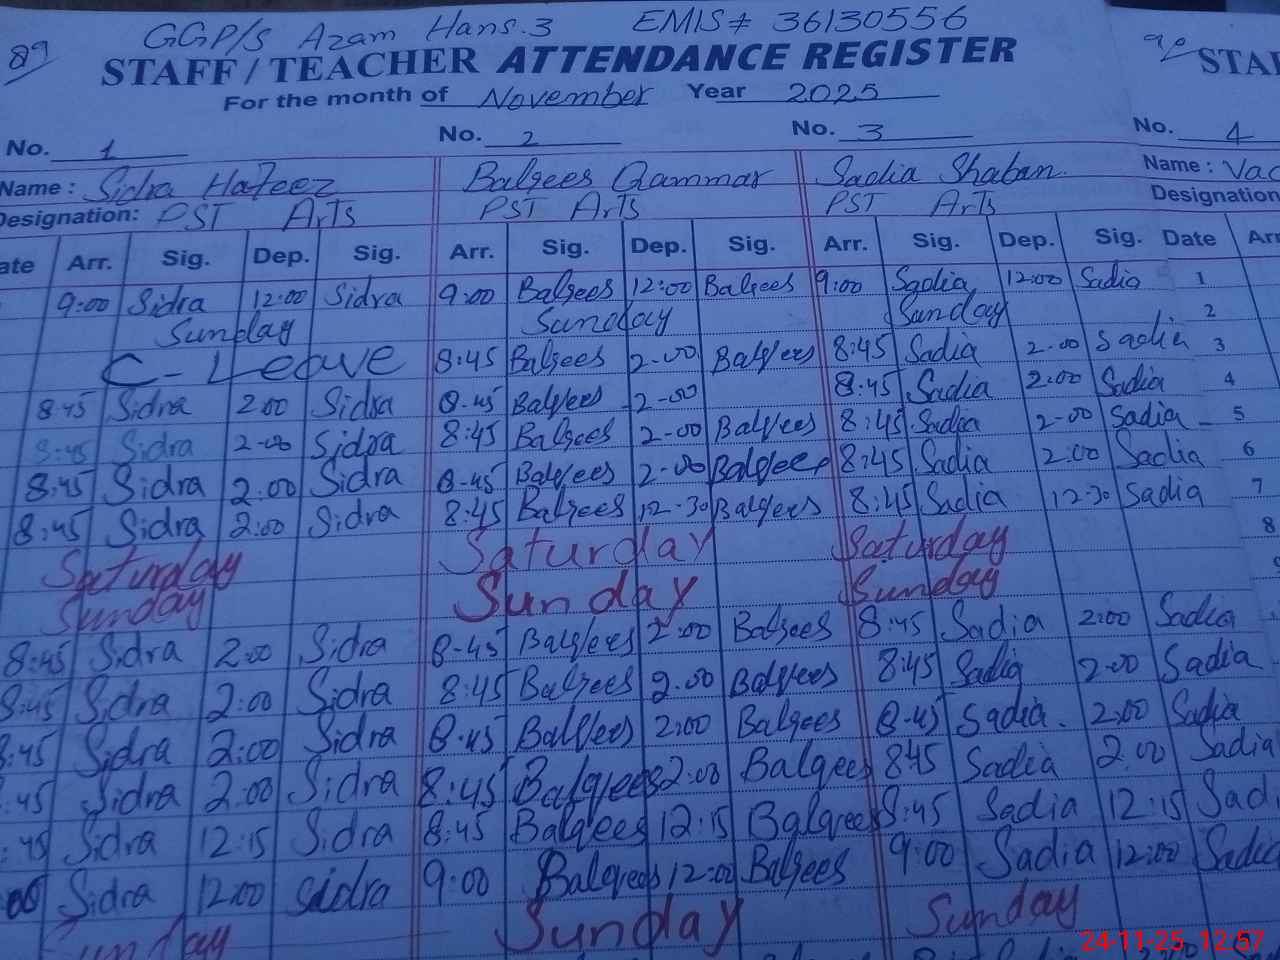 89 GGP/S Azam Hans.3 EMIS# 36130556
STAFF / TEACHER ATTENDANCE REGISTER
For the month of November Year 2025
No. 1 No. 2 No. 3 No. 4
Name : Sidra Hafeez Balqees Qammar Sadia Shaban. Name :
Designation: PST Arts PST Arts PST Arts Designation
Arr. Sig. Dep. Sig. Arr. Sig. Dep. Sig. Arr. Sig. Dep. Sig. Date
9:00 Sidra 12:00 Sidra 9:00 Balqees 12:00 Balqees 9:00 Sadia 12:00 Sadia 1
Sunday Sunday Sunday 2
C-Leave 8:45 Balqees 2-00 Balqees 8:45 Sadia 2.00 Sadia 3
8:45 Sidra 2.00 Sidra 8.45 Balqees 2-00 8:45 Sadia 2:00 Sadia 4
8:45 Sidra 2-00 Sidra 8:45 Balqees 2-00 Balqees 8:45 Sadia 2-00 Sadia 5
8:45 Sidra 2.00 Sidra 8-45 Balqees 2-00 Balqees 8:45 Sadia 2:00 Sadia 6
8:45 Sidra 2:00 Sidra 8:45 Balqees 12-30 Balqees 8:45 Sadia 12-30 Sadia 7
Saturday Saturday Saturday 8
Sunday Sunday Sunday
8:45 Sidra 2:00 Sidra 8-45 Balqees 2:00 Balqees 8:45 Sadia 2:00 Sadia
8:45 Sidra 2:00 Sidra 8:45 Balqees 2.00 Balqees 8:45 Sadia 2.00 Sadia
8:45 Sidra 2:00 Sidra 8.45 Balqees 2:00 Balqees 8-45 Sadia. 2:00 Sadia
:45 Sidra 2:00 Sidra 8:45 Balqees 2:00 Balqees 845 Sadia 2.00 Sadia
:45 Sidra 12:15 Sidra 8:45 Balqees 12:15 Balqees 8:45 Sadia 12:15
:00 Sidra 12:00 Sidra 9:00 Balqees 12:00 Balqees 9:00 Sadia 12:00 Sadia
Sunday Sunday Sunday
24-11-25 12:57